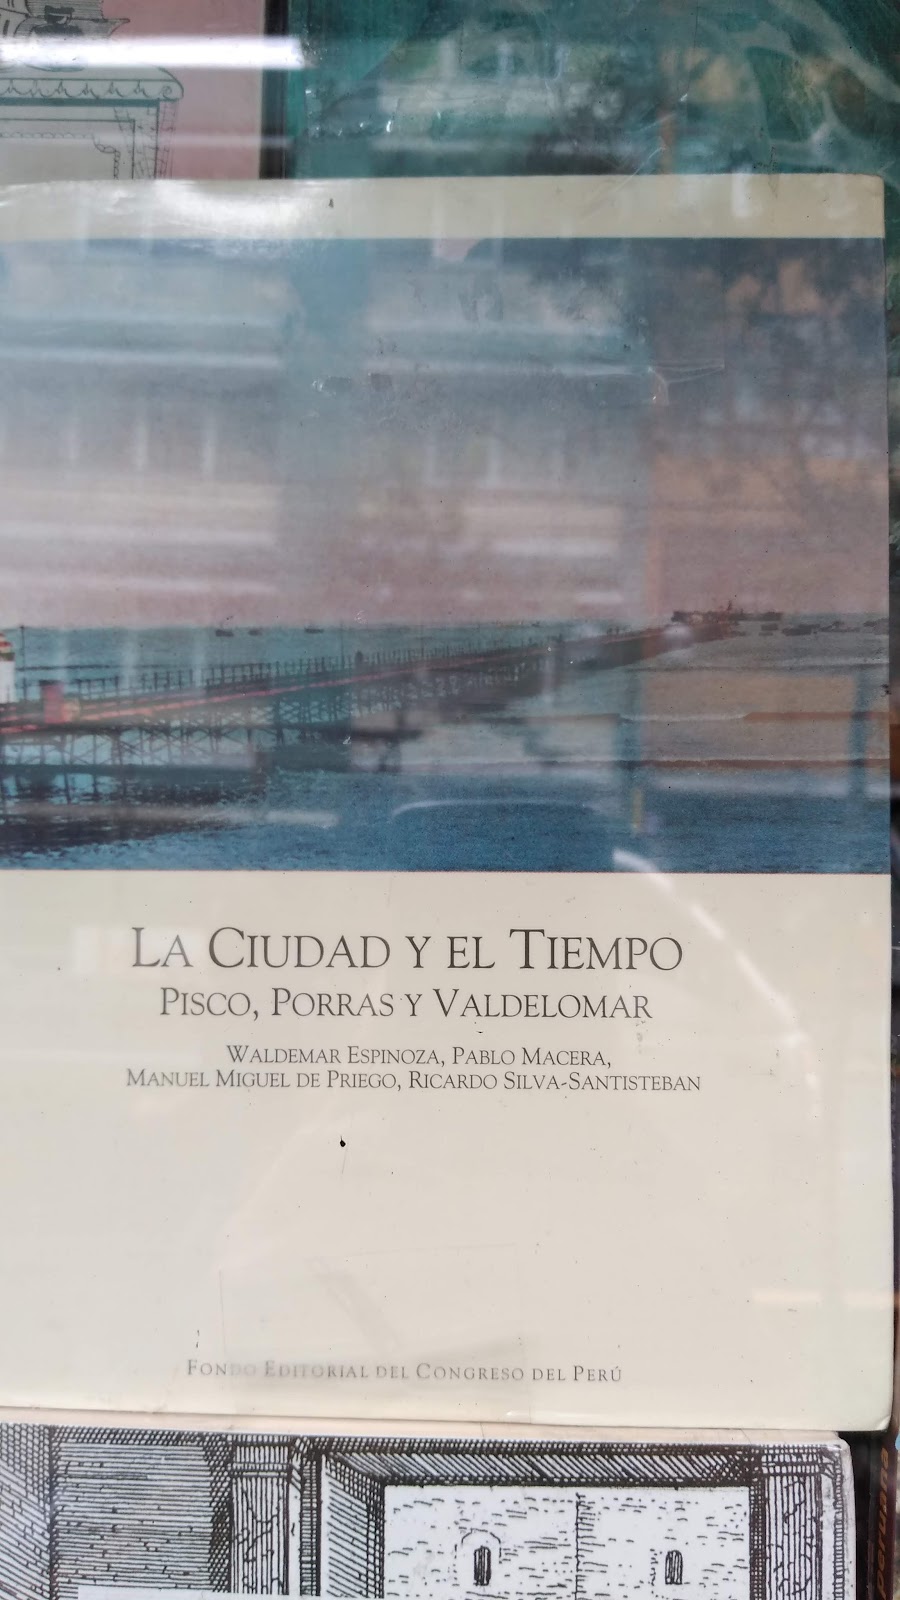 LA CIUDAD Y EL TIEMPO
PISCO, PORRAS Y VALDELOMAR
WALDEMAR ESPINOZA, PABLO MACERA,
MANUEL MIGUEL DE PRIEGO, RICARDO SILVA-SANTISTEBAN
FONDO EDITORIAL DEL CONGRESO DEL PERÚ
peruana